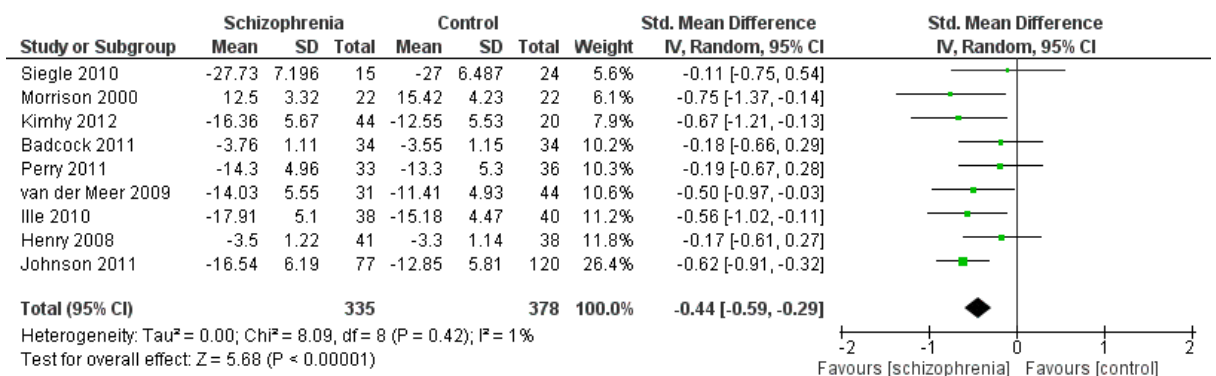 Schizophrenia Control Std. Mean Difference Std. Mean Difference
Study or Subgroup Mean SD Total Mean SD Total Weight IV, Random, 95% CI IV, Random, 95% CI
Siegle 2010 -27.73 7.196 15 -27 6.487 24 5.6% -0.11 [-0.75, 0.54]
Morrison 2000 12.5 3.32 22 15.42 4.23 22 6.1% -0.75 [-1.37, -0.14]
Kimhy 2012 -16.36 5.67 44 -12.55 5.53 20 7.9% -0.67 [-1.21, -0.13]
Badcock 2011 -3.76 1.11 34 -3.55 1.15 34 10.2% -0.18 [-0.66, 0.29]
Perry 2011 -14.3 4.96 33 -13.3 5.3 36 10.3% -0.19 [-0.67, 0.28]
van der Meer 2009 -14.03 5.55 31 -11.41 4.93 44 10.6% -0.50 [-0.97, -0.03]
Ille 2010 -17.91 5.1 38 -15.18 4.47 40 11.2% -0.56 [-1.02, -0.11]
Henry 2008 -3.5 1.22 41 -3.3 1.14 38 11.8% -0.17 [-0.61, 0.27]
Johnson 2011 -16.54 6.19 77 -12.85 5.81 120 26.4% -0.62 [-0.91, -0.32]
Total (95% CI) 335 378 100.0% -0.44 [-0.59, -0.29]
Heterogeneity: Tau² = 0.00; Chi² = 8.09, df = 8 (P = 0.42); I² = 1%
Test for overall effect: Z = 5.68 (P < 0.00001)
-2 -1 0 1 2
Favours [schizophrenia] Favours [control]